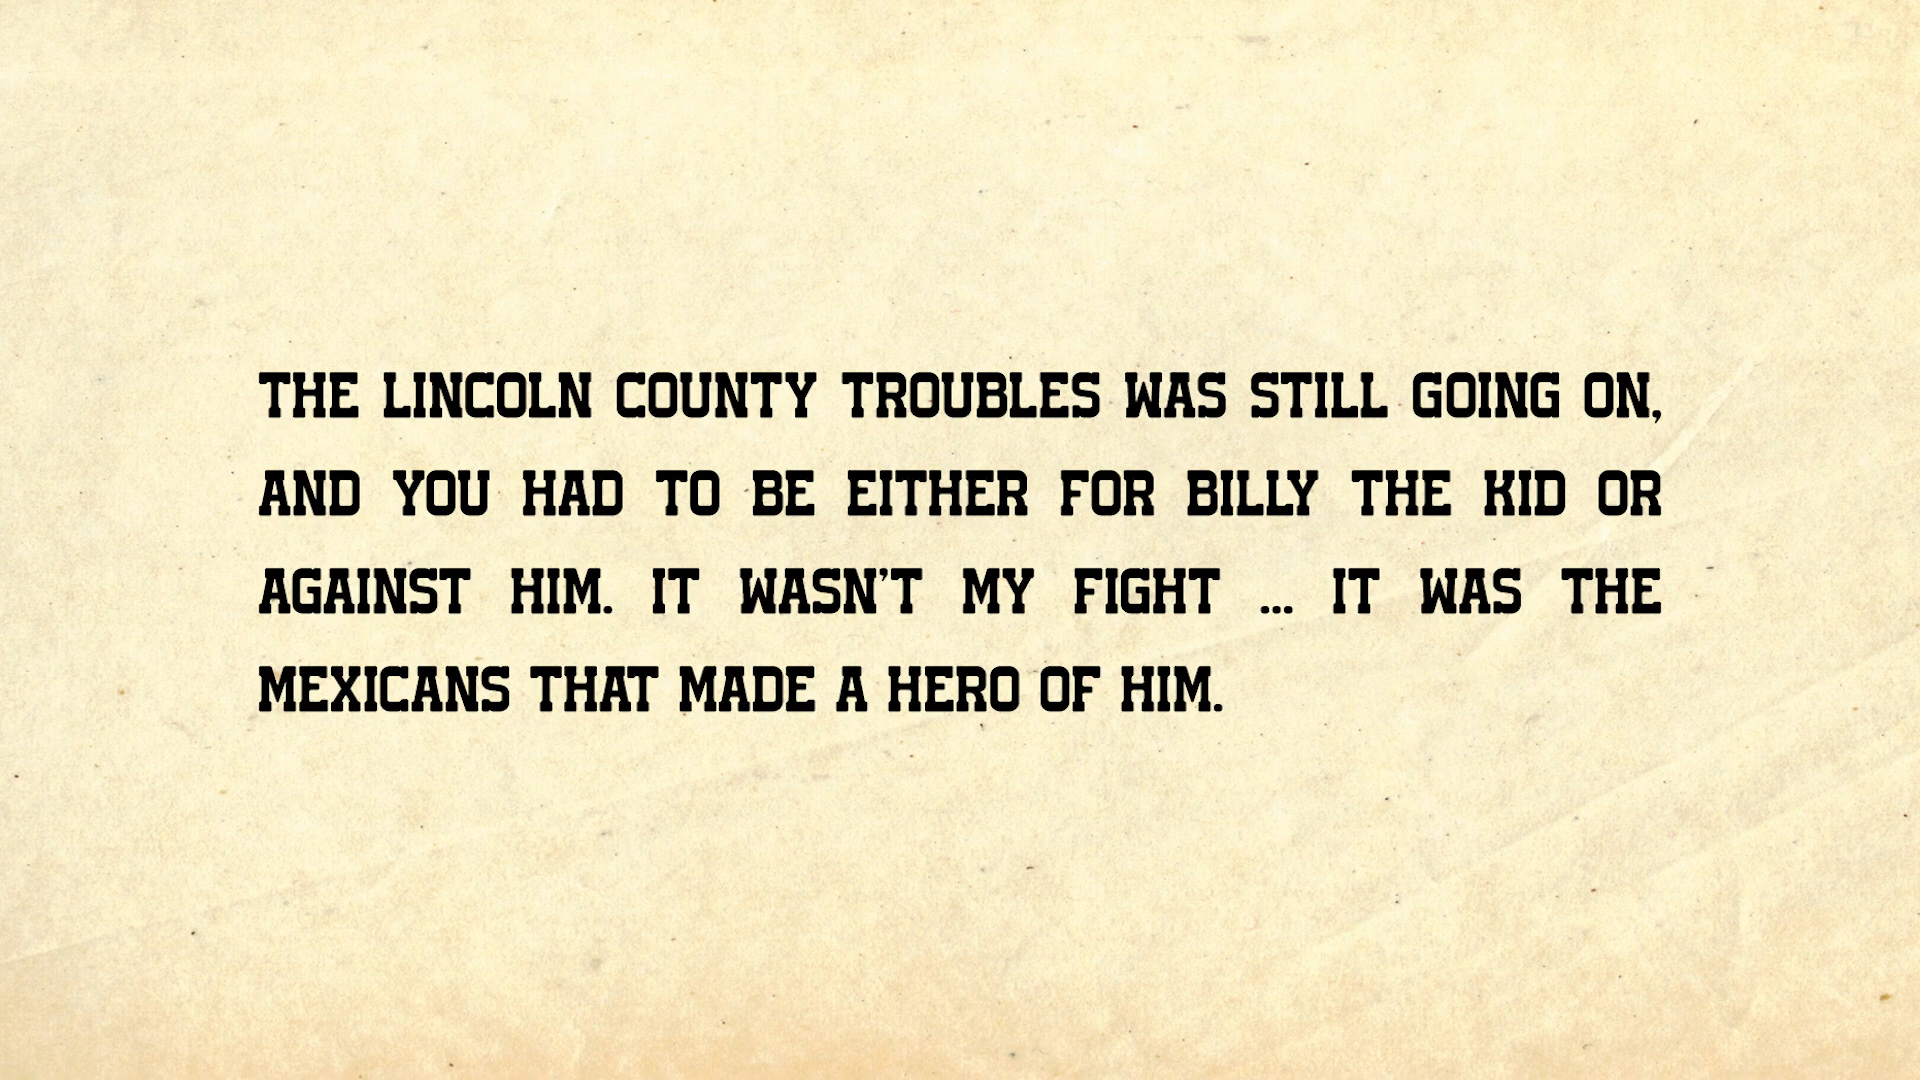 THE LINCOLN COUNTY TROUBLES WAS STILL GOING ON,
AND YOU HAD TO BE EITHER FOR BILLY THE KID OR
AGAINST HIM. IT WASN'T MY FIGHT ... IT WAS THE
MEXICANS THAT MADE A HERO OF HIM.